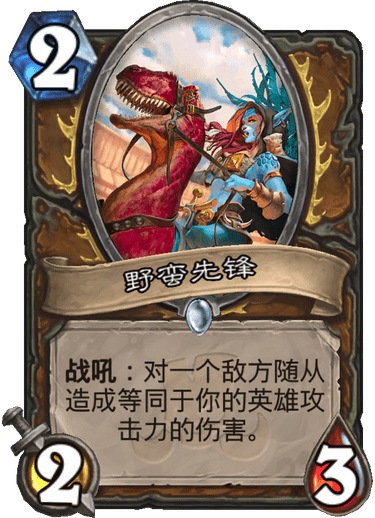 2
野蛮先锋
战吼：对一个敌方随从
造成等同于你的英雄攻
击力的伤害。
2
3